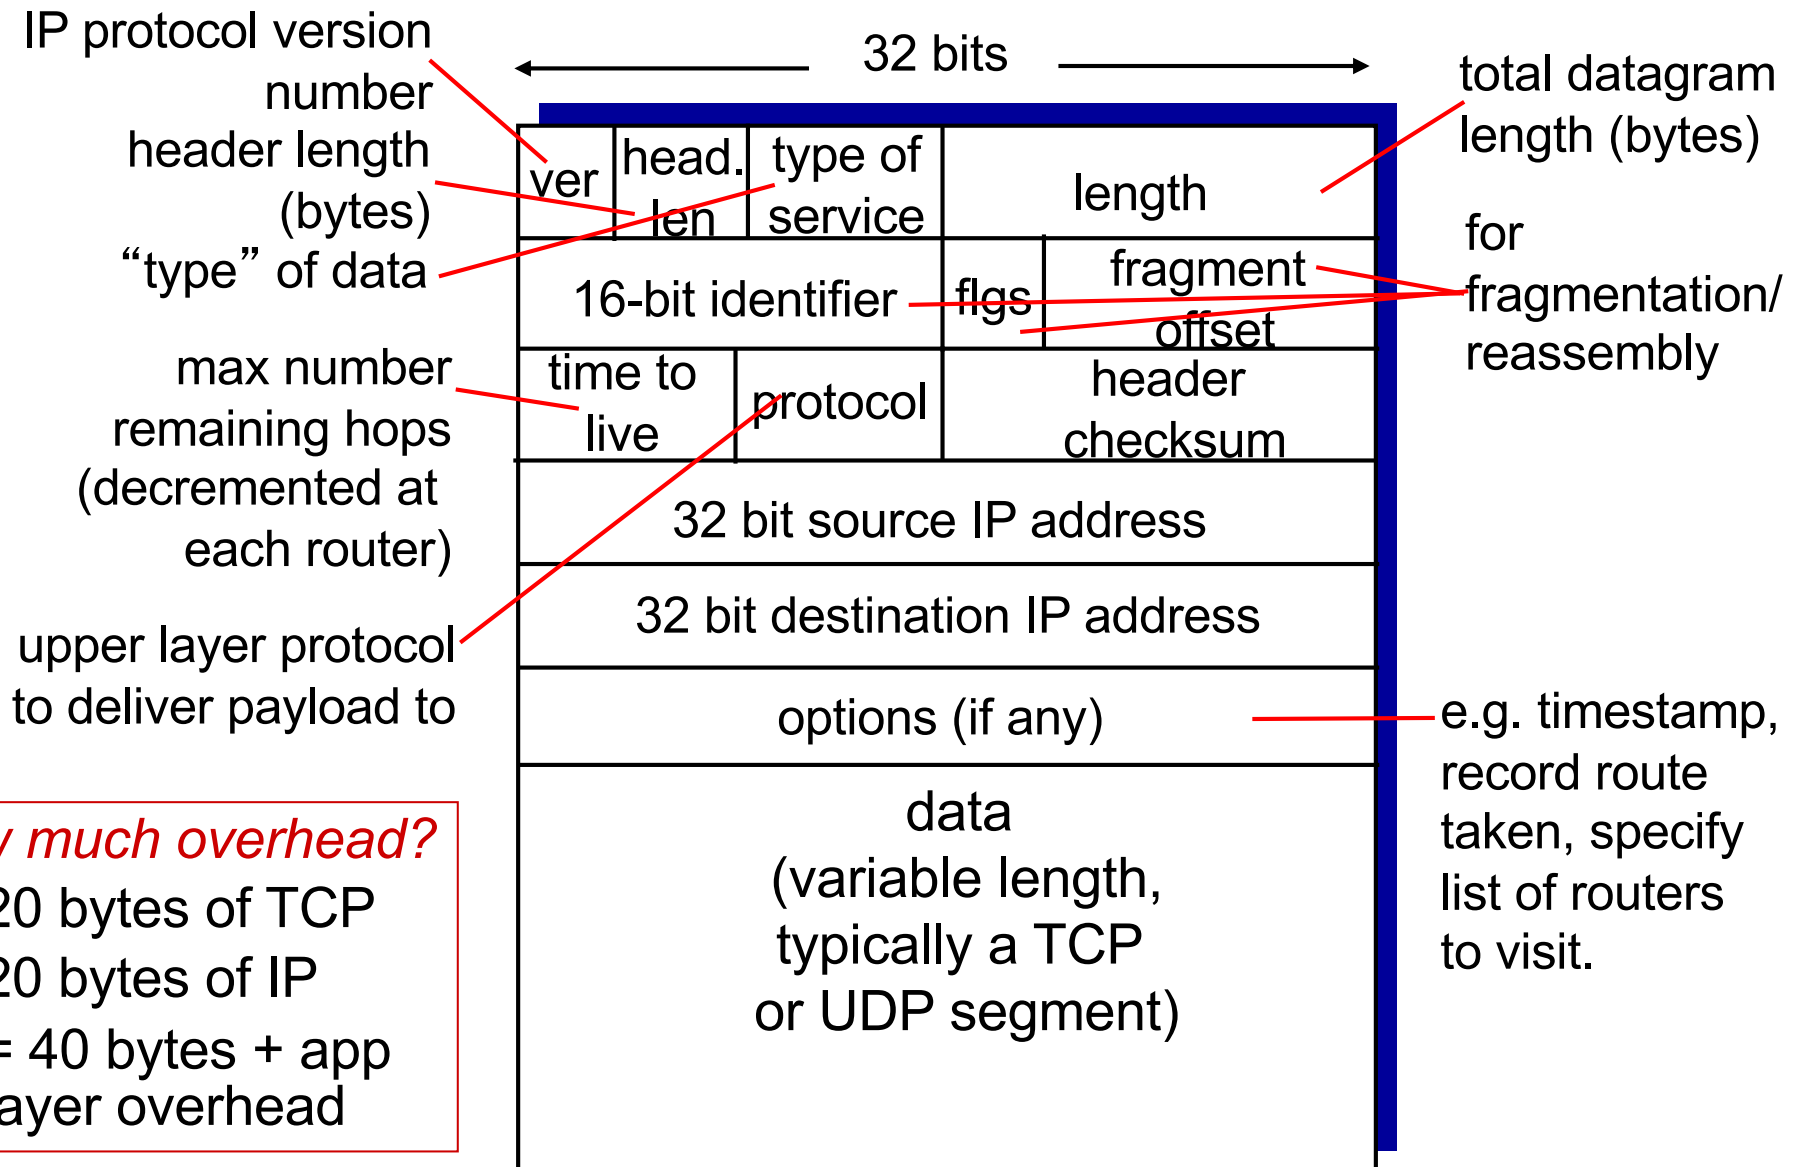 IP protocol version
number
header length
(bytes)
“type” of data
max number
remaining hops
(decremented at
each router)
upper layer protocol
to deliver payload to
much overhead?
20 bytes of TCP
20 bytes of IP
= 40 bytes + app
overhead
32 bits
ver
head.
len
type of
service
length
16-bit identifier
flgs
fragment
offset
time to
live
protocol
header
checksum
32 bit source IP address
32 bit destination IP address
options (if any)
data
(variable length,
typically a TCP
or UDP segment)
total datagram
length (bytes)
for
fragmentation/
reassembly
e.g. timestamp,
record route
taken, specify
list of routers
to visit.